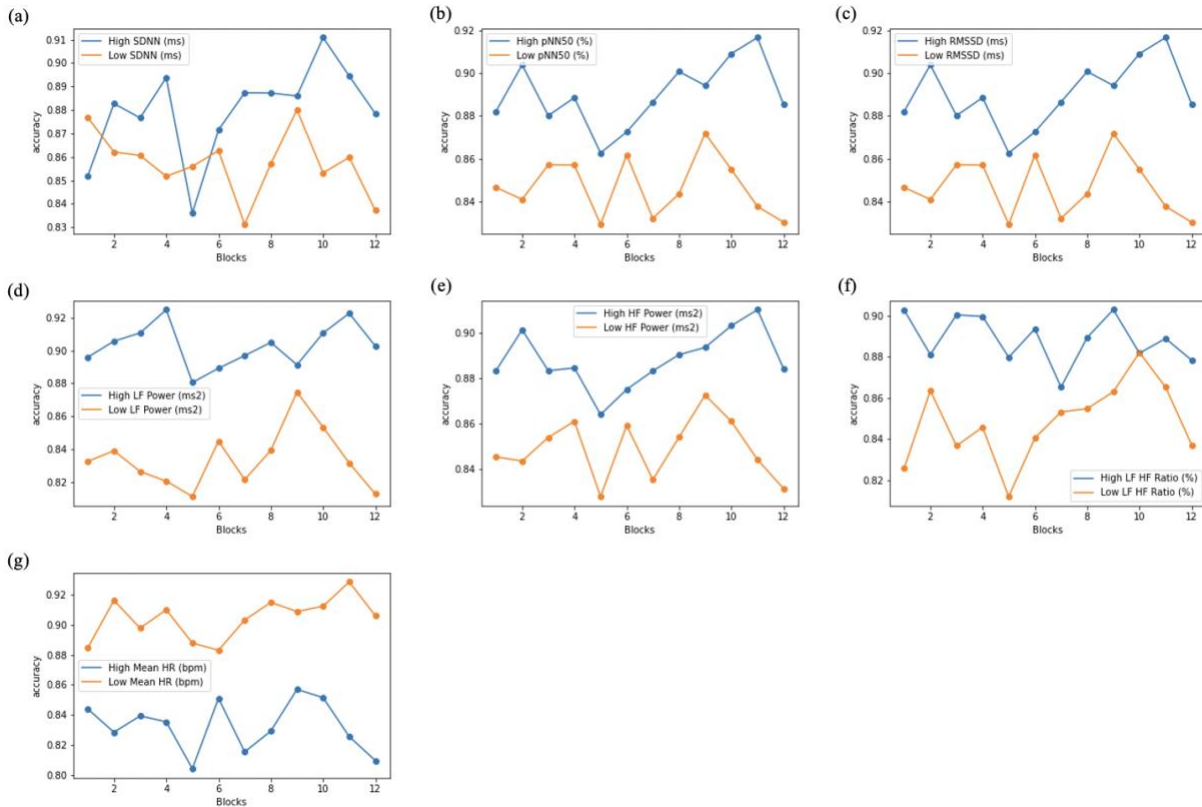 (a)
High SDNN (ms)
Low SDNN (ms)
0.91
0.90
0.89
0.88
0.87
0.86
0.85
0.84
0.83
accuracy
2 4 6 8 10 12
Blocks
(b)
High pNN50 (%)
Low pNN50 (%)
0.92
0.90
0.88
0.86
0.84
accuracy
2 4 6 8 10 12
Blocks
(c)
High RMSSD (ms)
Low RMSSD (ms)
0.92
0.90
0.88
0.86
0.84
accuracy
2 4 6 8 10 12
Blocks
(d)
High LF Power (ms2)
Low LF Power (ms2)
0.92
0.90
0.88
0.86
0.84
0.82
accuracy
2 4 6 8 10 12
Blocks
(e)
High HF Power (ms2)
Low HF Power (ms2)
0.90
0.88
0.86
0.84
accuracy
2 4 6 8 10 12
Blocks
(f)
High LF HF Ratio (%)
Low LF HF Ratio (%)
0.90
0.88
0.86
0.84
0.82
accuracy
2 4 6 8 10 12
Blocks
(g)
High Mean HR (bpm)
Low Mean HR (bpm)
0.92
0.90
0.88
0.86
0.84
0.82
0.80
accuracy
2 4 6 8 10 12
Blocks